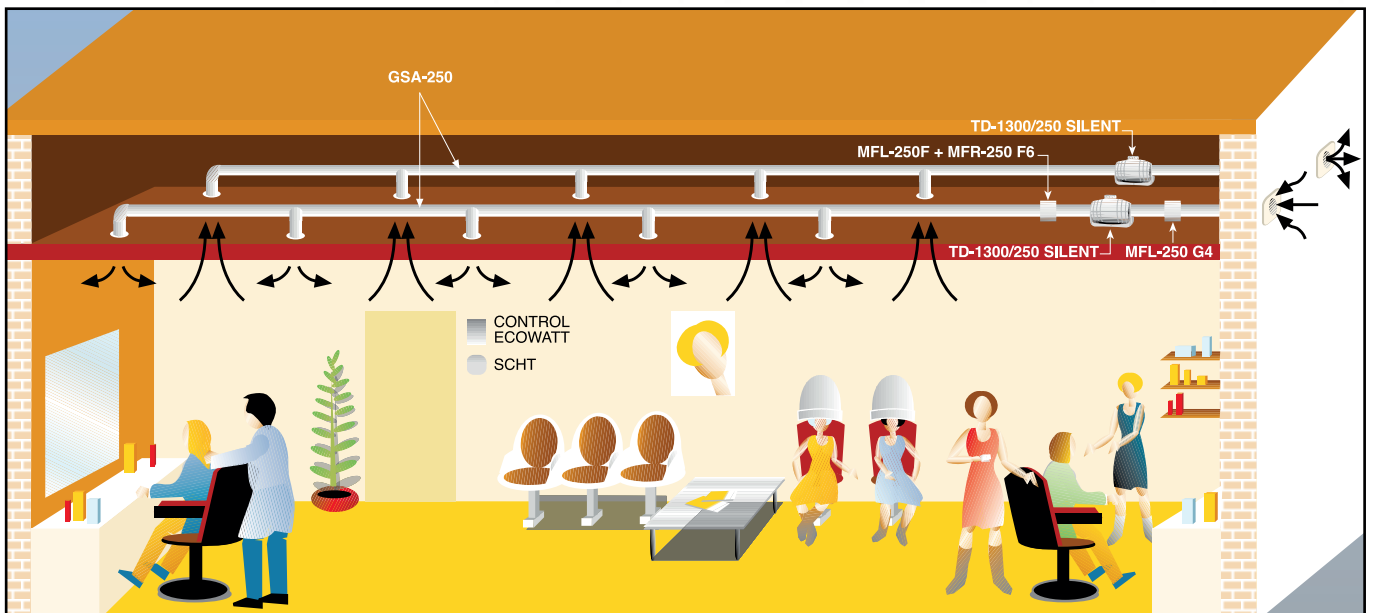 GSA-250
TD-1300/250 SILENT
MFL-250F + MFR-250 F6
TD-1300/250 SILENT
MFL-250 G4
CONTROL
ECOWATT
SCHT